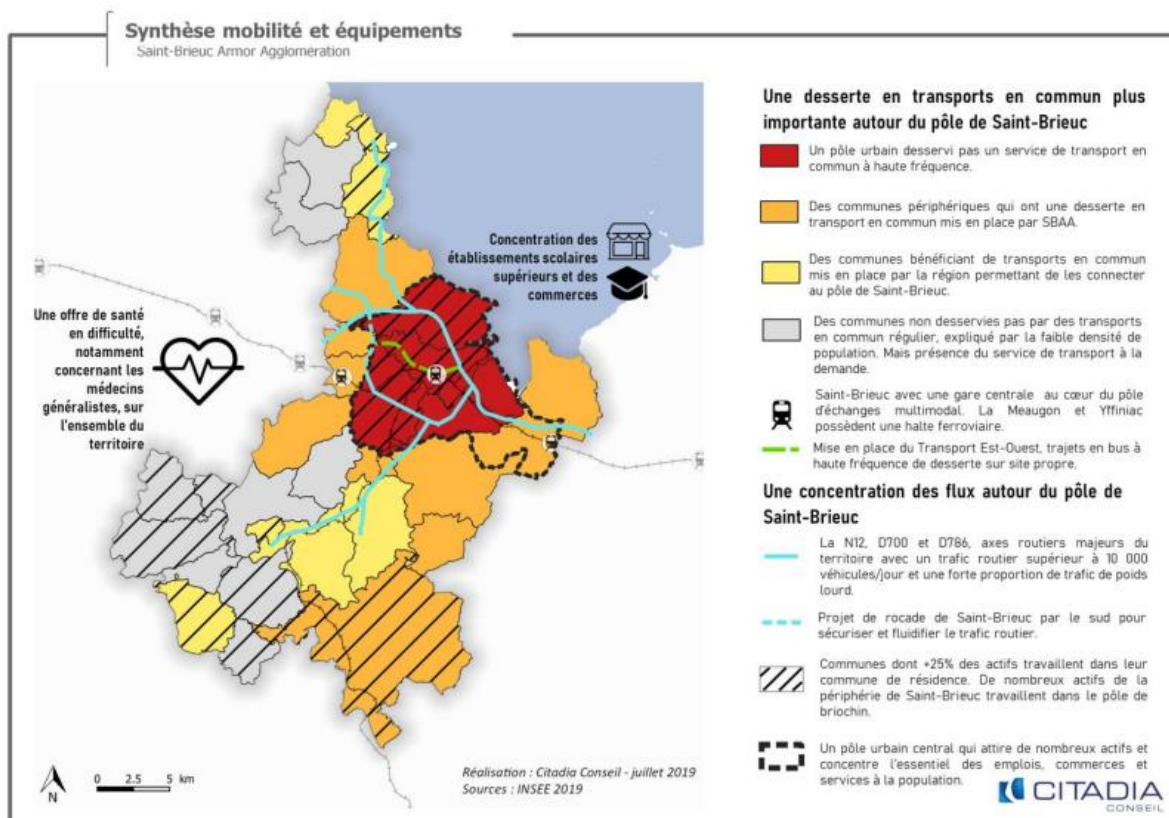 Synthèse mobilité et équipements
Saint-Brieuc Armor Agglomération
Concentration des
établissements scolaires
supérieurs et des
commerces
Une offre de santé
en difficulté,
notamment
concernant les
médecins
généralistes, sur
l'ensemble du
territoire
N
0 2.5 5 km
Réalisation : Citadia Conseil - juillet 2019
Sources : INSEE 2019
Une desserte en transports en commun plus
importante autour du pôle de Saint-Brieuc
Un pôle urbain desservi pas un service de transport en
commun à haute fréquence.
Des communes périphériques qui ont une desserte en
transport en commun mis en place par SBAA.
Des communes bénéficiant de transports en commun
mis en place par la région permettant de les connecter
au pôle de Saint-Brieuc.
Des communes non desservies pas par des transports
en commun régulier, expliqué par la faible densité de
population. Mais présence du service de transport à la
demande.
Saint-Brieuc avec une gare centrale au cœur du pôle
d'échanges multimodal. La Meaugon et Yffiniac
possèdent une halte ferroviaire.
Mise en place du Transport Est-Ouest, trajets en bus à
haute fréquence de desserte sur site propre.
Une concentration des flux autour du pôle de
Saint-Brieuc
La N12, D700 et D786, axes routiers majeurs du
territoire avec un trafic routier supérieur à 10 000
véhicules/jour et une forte proportion de trafic de poids
lourd.
Projet de rocade de Saint-Brieuc par le sud pour
sécuriser et fluidifier le trafic routier.
Communes dont +25% des actifs travaillent dans leur
commune de résidence. De nombreux actifs de la
périphérie de Saint-Brieuc travaillent dans le pôle de
briochin.
Un pôle urbain central qui attire de nombreux actifs et
concentre l'essentiel des emplois, commerces et
services à la population.
CITADIA
CONSEIL